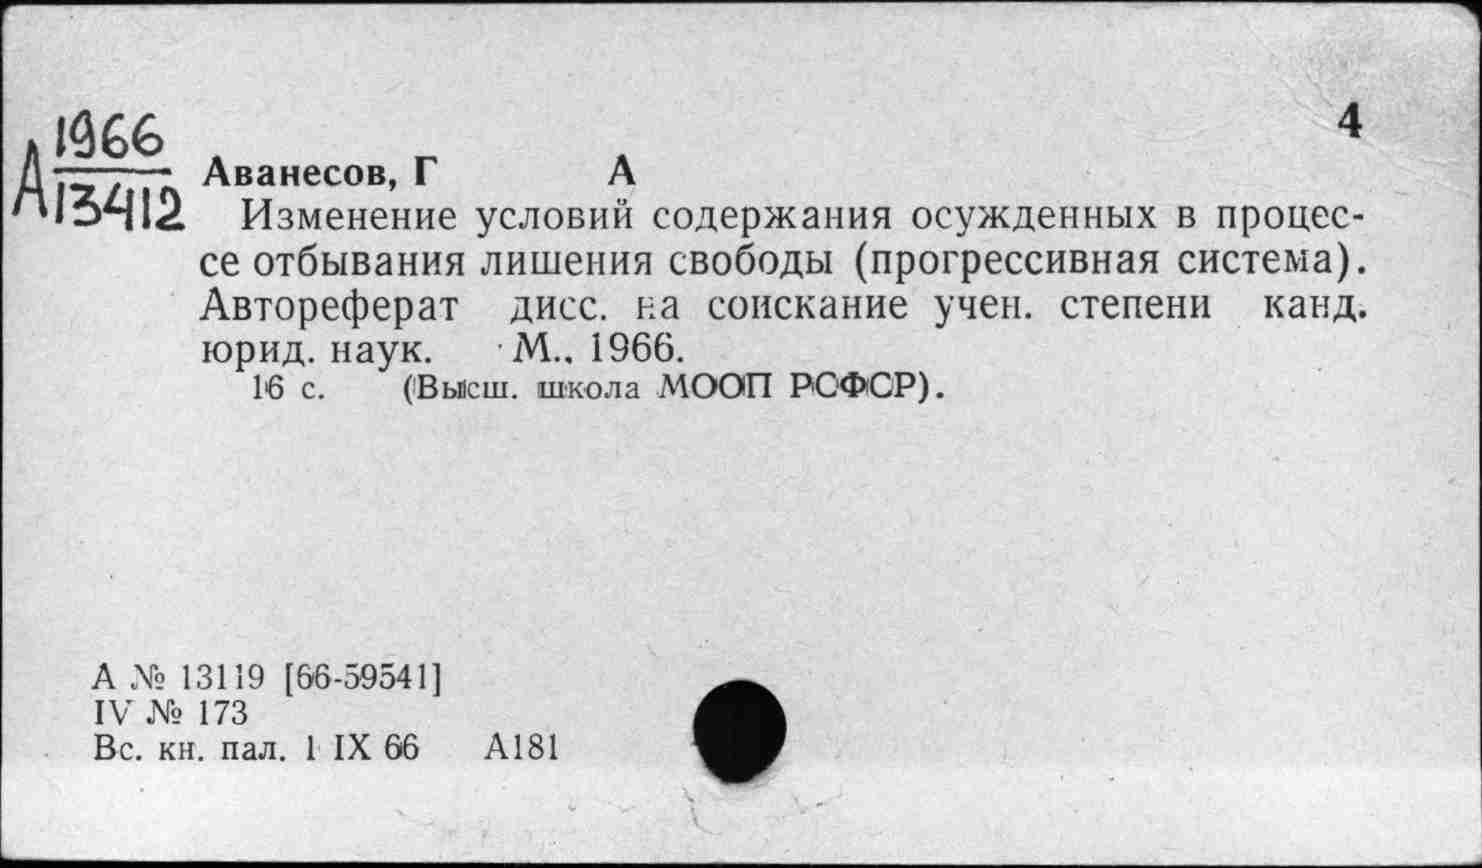 4
А 1966
13412
Аванесов, Г А
Изменение условий содержания осужденных в процес-
се отбывания лишения свободы (прогрессивная система).
Автореферат дисс. на соискание учен. степени канд.
юрид. наук. М., 1966.
16 с. (Высш. школа МООП РСФСР).
А № 13119 [66-59541]
IV № 173
Вс. кн. пал. 1 IX 66 А181